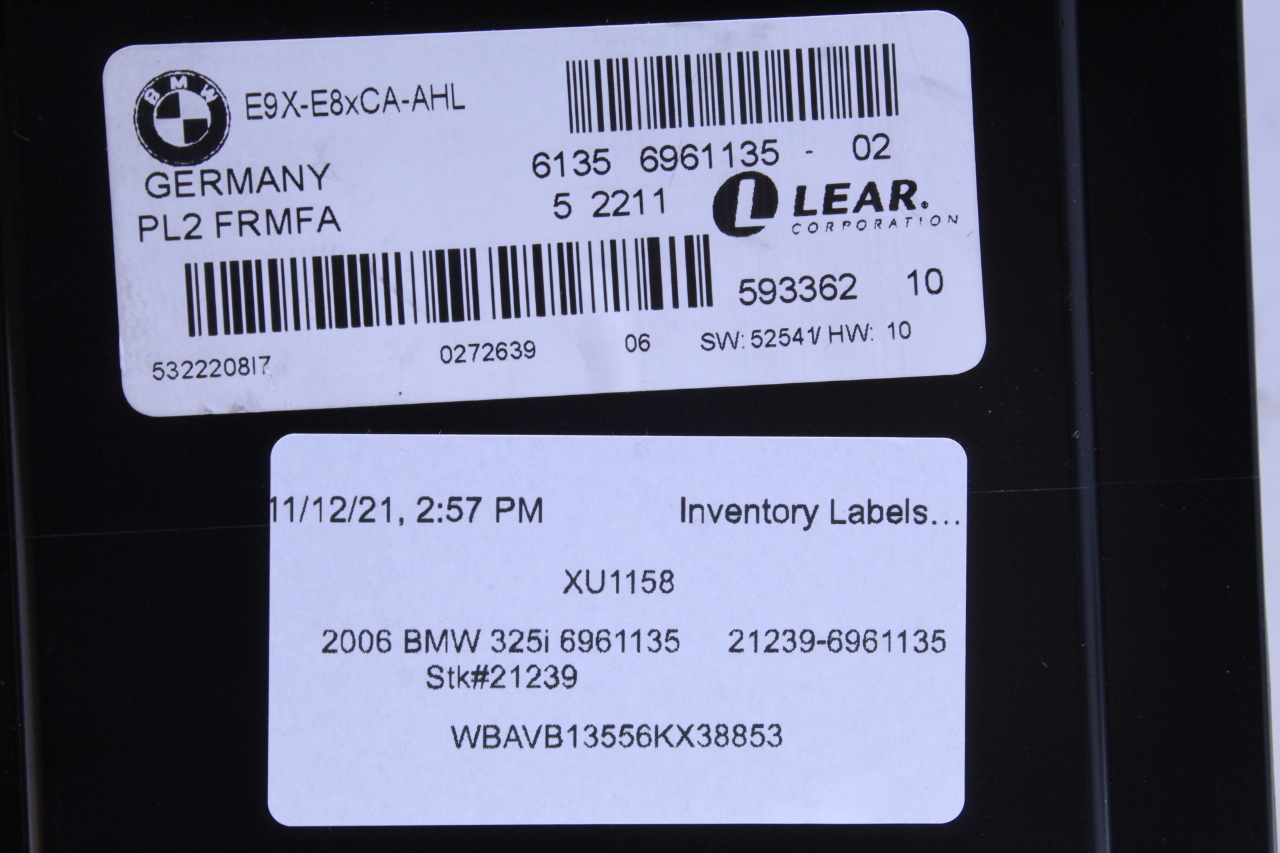 BMW
E9X-E8xCA-AHL
GERMANY
PL2 FRMFA
6135 6961135 - 02
5 2211
L LEAR.
CORPORATION
593362 10
532220817 0272639 06 SW:52541/ HW: 10
11/12/21, 2:57 PM Inventory Labels...
XU1158
2006 BMW 325i 6961135 21239-6961135
Stk#21239
WBAVB13556KX38853